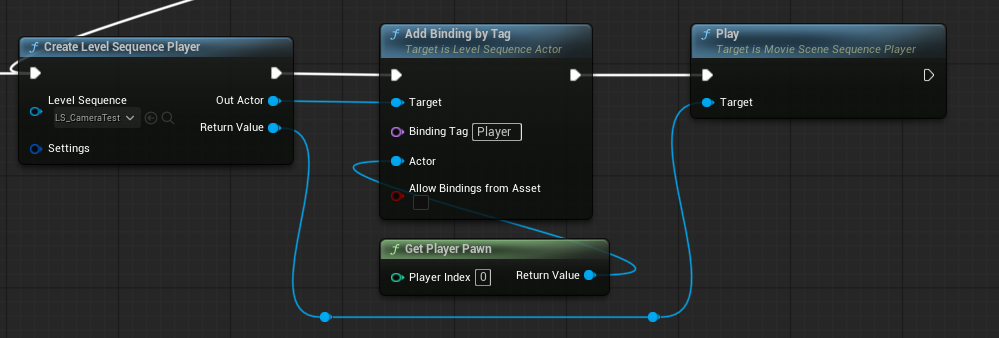 Create Level Sequence Player
Level Sequence
LS_CameraTest
Out Actor
Return Value
Settings
Add Binding by Tag
Target is Level Sequence Actor
Target
Binding Tag Player
Actor
Allow Bindings from Asset
Get Player Pawn
Player Index 0
Return Value
Play
Target is Movie Scene Sequence Player
Target